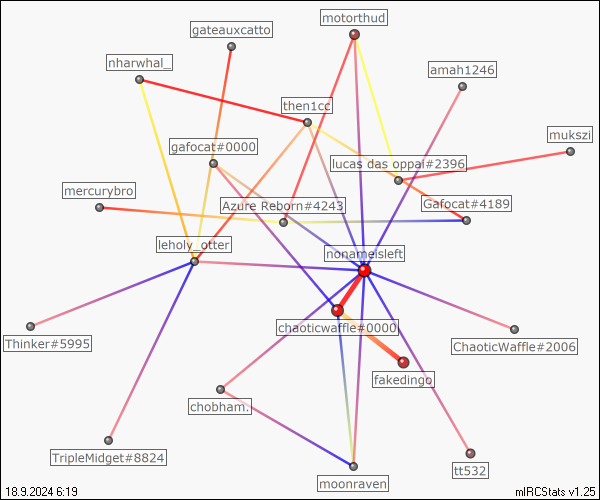 motorthud
gateauxcatto
nharwhal_
amah1246
then1cc
mukszi
gafocat#0000
lucas das oppal#2396
mercurybro
Azure Reborn#4243
Gafocat#4189
leholy_otter
nonameisleft
chaoticwaffle#0000
Thinker#5995
ChaoticWaffle#2006
fakedingo
chobham.
TripleMidget#8824
tt532
moonraven
18.9.2024 6:19
mIRCStats v1.25